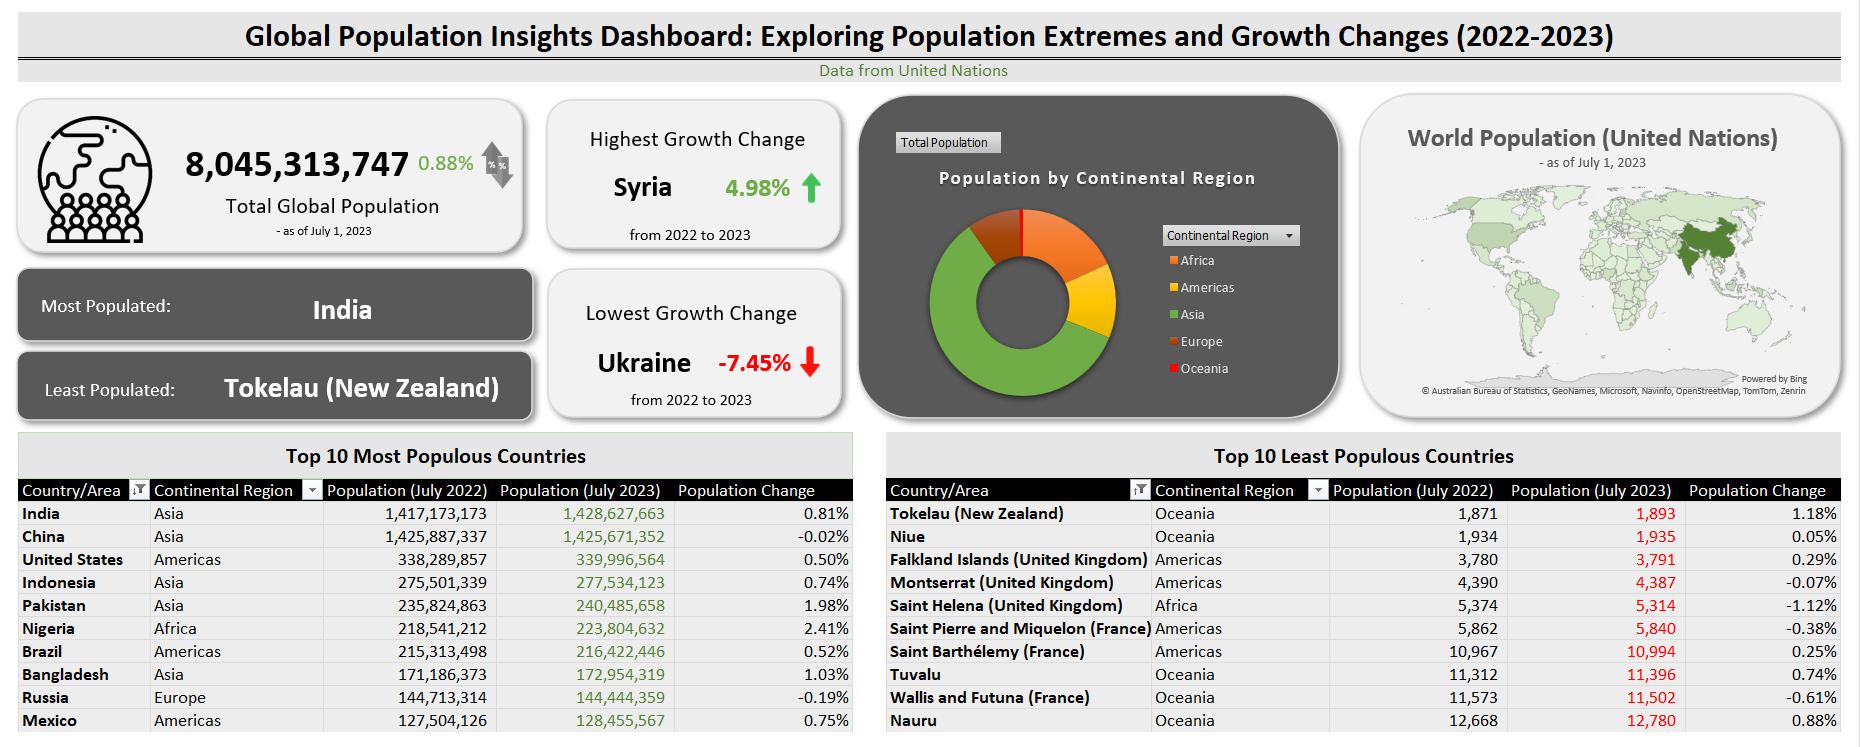 Global Population Insights Dashboard: Exploring Population Extremes and Growth Changes (2022-2023)
Data from United Nations
8,045,313,747 0.88% % %
Total Global Population
- as of July 1, 2023
Most Populated: India
Least Populated: Tokelau (New Zealand)
Highest Growth Change
Syria 4.98%
from 2022 to 2023
Lowest Growth Change
Ukraine -7.45%
from 2022 to 2023
Total Population
Population by Continental Region
Continental Region
Africa
Americas
Asia
Europe
Oceania
World Population (United Nations)
- as of July 1, 2023
Powered by Bing
© Australian Bureau of Statistics, GeoNames, Microsoft, Navinfo, OpenStreetMap, TomTom, Zenrin
Top 10 Most Populous Countries
Country/Area Continental Region Population (July 2022) Population (July 2023) Population Change
India Asia 1,417,173,173 1,428,627,663 0.81%
China Asia 1,425,887,337 1,425,671,352 -0.02%
United States Americas 338,289,857 339,996,564 0.50%
Indonesia Asia 275,501,339 277,534,123 0.74%
Pakistan Asia 235,824,863 240,485,658 1.98%
Nigeria Africa 218,541,212 223,804,632 2.41%
Brazil Americas 215,313,498 216,422,446 0.52%
Bangladesh Asia 171,186,373 172,954,319 1.03%
Russia Europe 144,713,314 144,444,359 -0.19%
Mexico Americas 127,504,126 128,455,567 0.75%
Top 10 Least Populous Countries
Country/Area Continental Region Population (July 2022) Population (July 2023) Population Change
Tokelau (New Zealand) Oceania 1,871 1,893 1.18%
Niue Oceania 1,934 1,935 0.05%
Falkland Islands (United Kingdom) Americas 3,780 3,791 0.29%
Montserrat (United Kingdom) Americas 4,390 4,387 -0.07%
Saint Helena (United Kingdom) Africa 5,374 5,314 -1.12%
Saint Pierre and Miquelon (France) Americas 5,862 5,840 -0.38%
Saint Barthélemy (France) Americas 10,967 10,994 0.25%
Tuvalu Oceania 11,312 11,396 0.74%
Wallis and Futuna (France) Oceania 11,573 11,502 -0.61%
Nauru Oceania 12,668 12,780 0.88%